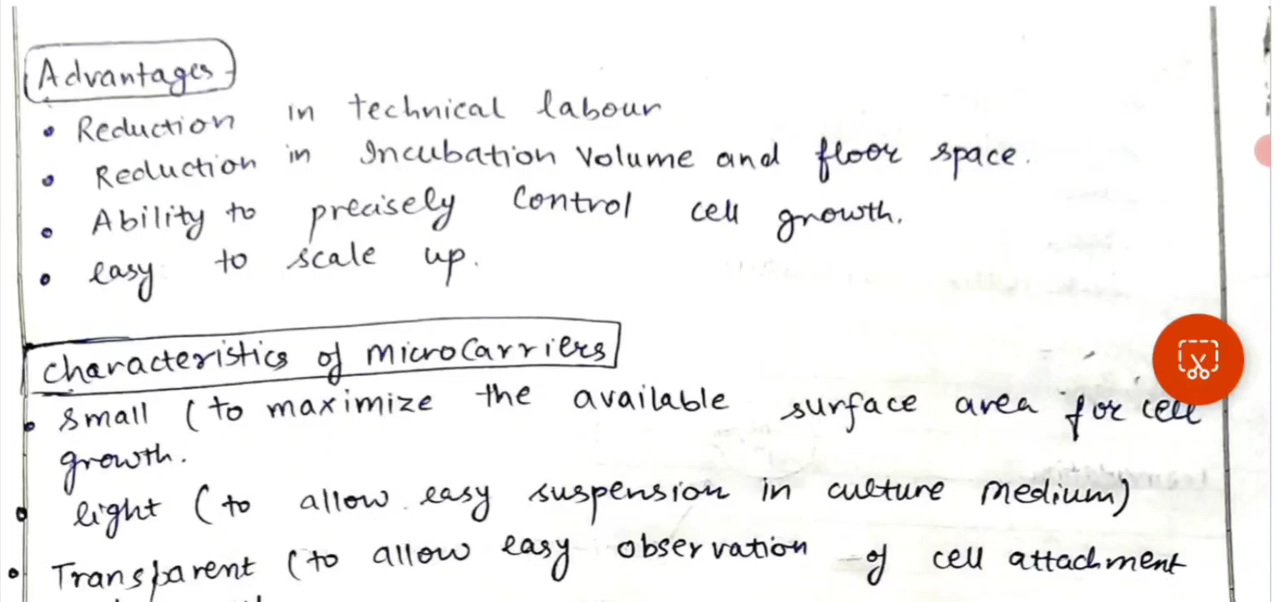 Advantages
• Reduction in technical labour
• Reduction in Incubation volume and floor space.
• Ability to precisely control cell growth.
• easy to scale up.
Characteristics of microcarriers
• small (to maximize the available surface area for cell
growth.
• light (to allow easy suspension in culture medium)
• Transparent (to allow easy observation of cell attachment